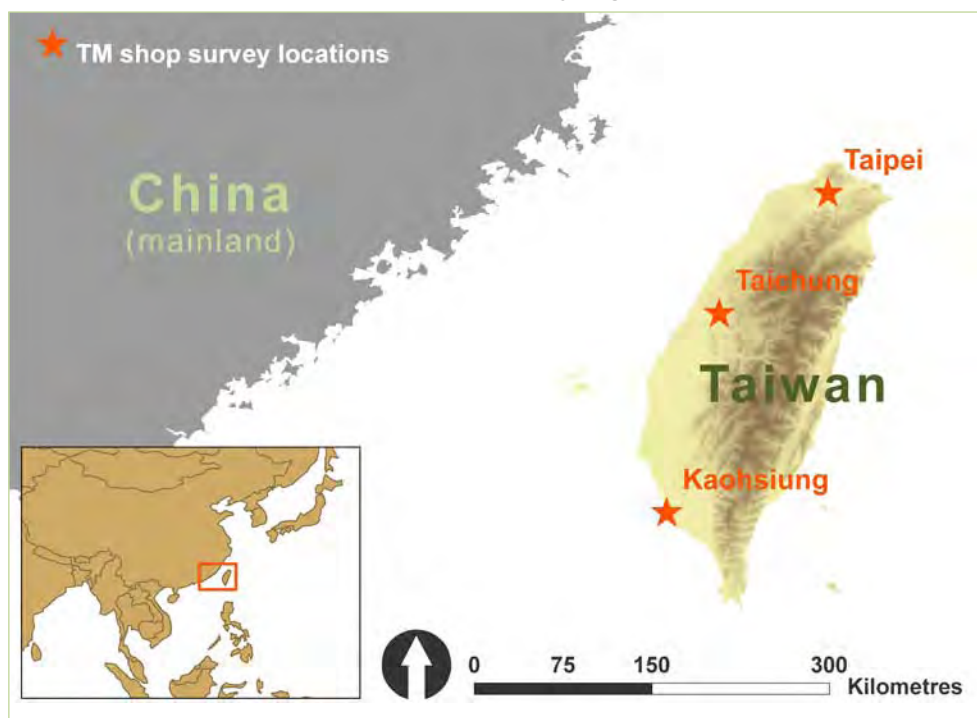 TM shop survey locations
China
(mainland)
Taipei
Taichung
Taiwan
Kaohsiung
0 75 150 300
Kilometres